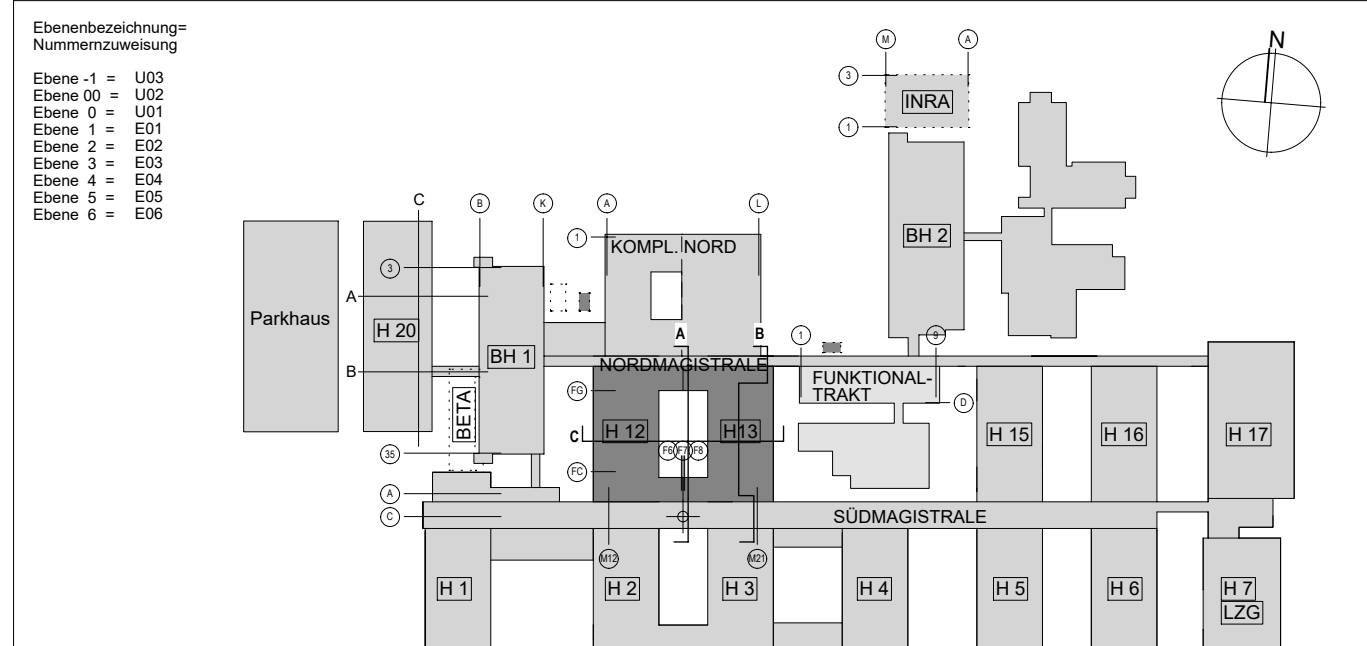 Ebenenbezeichnung=
Nummernzuweisung
Ebene -1 = U03
Ebene 00 = U02
Ebene 0 = U01
Ebene 1 = E01
Ebene 2 = E02
Ebene 3 = E03
Ebene 4 = E04
Ebene 5 = E05
Ebene 6 = E06
N
M
A
3
INRA
1
C
B
K
A
L
1
KOMPL. NORD
BH 2
3
A
Parkhaus
H 20
A
B
1
9
BH 1
NORDMAGISTRALE
B
FUNKTIONAL-
TRAKT
FG
D
BETA
C
H 12
H13
H 15
H 16
H 17
F6
F7
F8
35
FC
A
C
SÜDMAGISTRALE
M12
M21
H 1
H 2
H 3
H 4
H 5
H 6
H 7
LZG